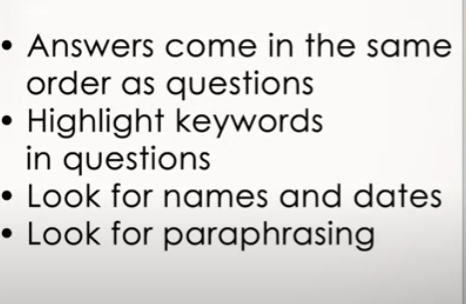 • Answers come in the same
order as questions
• Highlight keywords
in questions
• Look for names and dates
• Look for paraphrasing